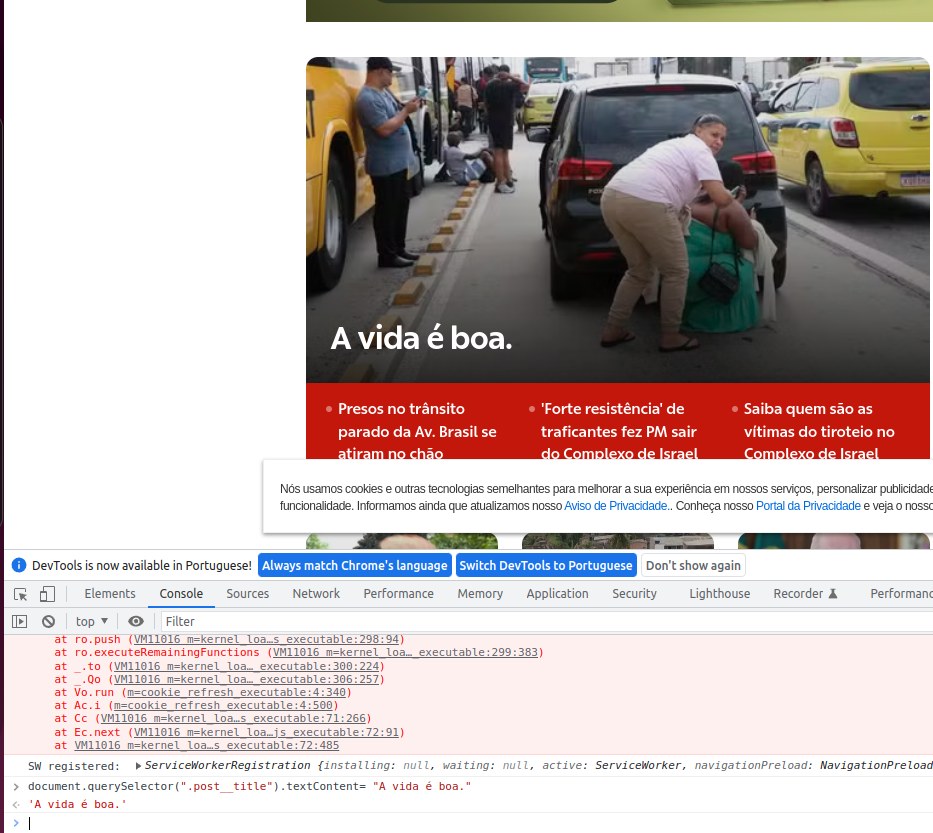 A vida é boa.
Presos no trânsito
parado da Av. Brasil se
atiram no chão
'Forte resistência' de
traficantes fez PM sair
do Complexo de Israel
Saiba quem são as
vítimas do tiroteio no
Complexo de Israel
Nós usamos cookies e outras tecnologias semelhantes para melhorar a sua experiência em nossos serviços, personalizar publicidade
funcionalidade. Informamos ainda que atualizamos nosso Aviso de Privacidade.. Conheça nosso Portal da Privacidade e veja o nosso
DevTools is now available in Portuguese! Always match Chrome's language Switch DevTools to Portuguese Don't show again
Elements Console Sources Network Performance Memory Application Security Lighthouse Recorder Performanc
top Filter
at ro.push (VM11016 m=kernel_loa…s_executable:298:94)
at ro.executeRemainingFunctions (VM11016 m=kernel_loa…_executable:299:383)
at _.to (VM11016 m=kernel_loa…s_executable:300:224)
at _.Qo (VM11016 m=kernel_loa…s_executable:306:257)
at Vo.run (m=cookie_refresh_executable:4:340)
at Ac.i (m=cookie_refresh_executable:4:500)
at Cc (VM11016 m=kernel_loa…s_executable:71:266)
at Ec.next (VM11016 m=kernel_loa…js_executable:72:91)
at VM11016 m=kernel_loa…s_executable:72:485
SW registered: ▶ServiceWorkerRegistration {installing: null, waiting: null, active: ServiceWorker, navigationPreload: NavigationPreload
> document.querySelector(".post__title").textContent= "A vida é boa."
'A vida é boa.'
>